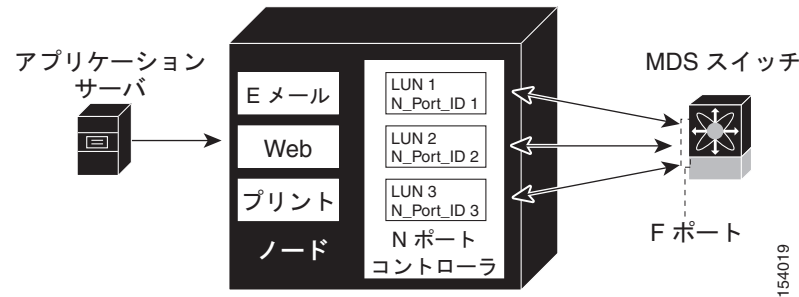 アプリケーション
サーバ
E メール
Web
プリント
ノード
LUN 1
N_Port_ID 1
LUN 2
N_Port_ID 2
LUN 3
N_Port_ID 3
N ポート
コントローラ
MDS スイッチ
F ポート
154019